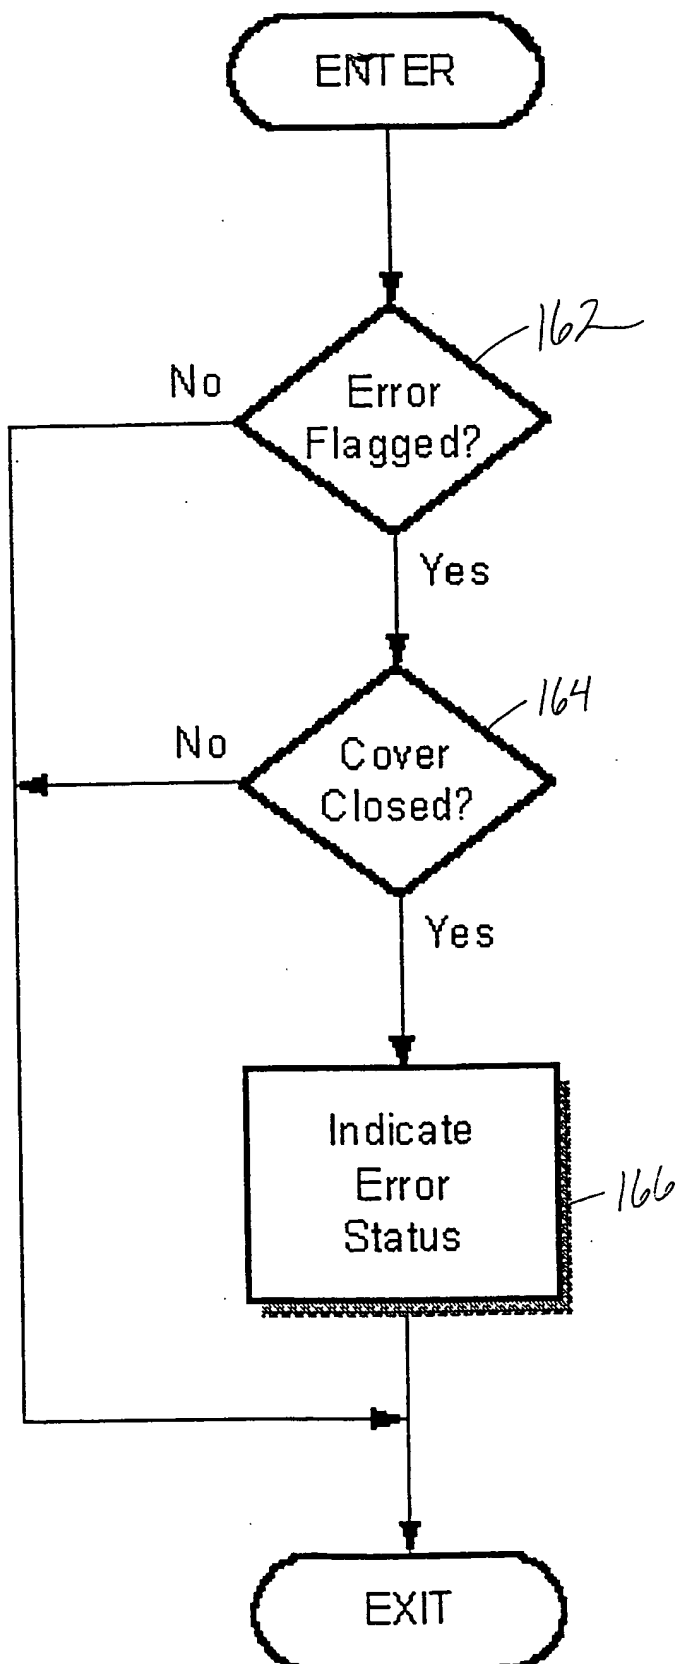 ENTER
162
No
Error
Flagged?
Yes
164
No
Cover
Closed?
Yes
Indicate
Error
Status
166
EXIT